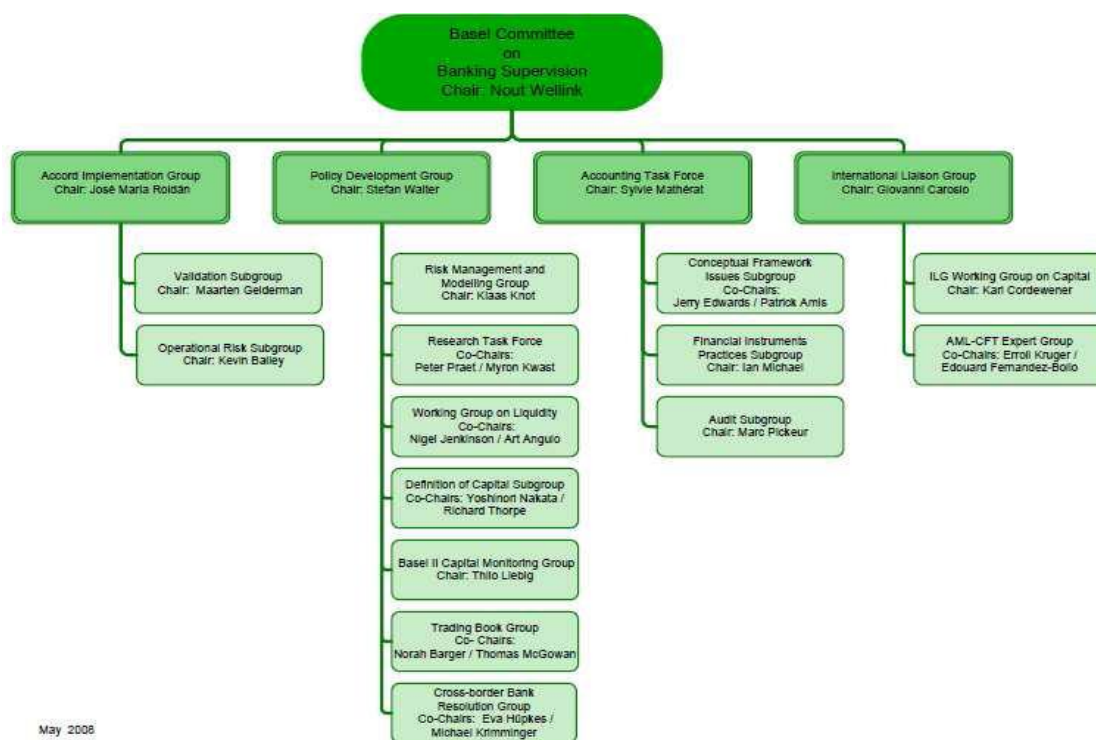 Basel Committee
on
Banking Supervision
Chair: Nout Wellink
Accord Implementation Group
Chair: José María Roldán
Policy Development Group
Chair: Stefan Walter
Accounting Task Force
Chair: Sylvie Mathérat
International Liaison Group
Chair: Giovanni Carosio
Validation Subgroup
Chair: Maarten Gelderman
Operational Risk Subgroup
Chair: Kevin Bailey
Risk Management and
Modelling Group
Chair: Klaas Knot
Research Task Force
Co-Chairs:
Peter Praet / Myron Kwast
Working Group on Liquidity
Co-Chairs:
Nigel Jenkinson / Art Angulo
Definition of Capital Subgroup
Co-Chairs: Yoshinori Nakata /
Richard Thorpe
Basel II Capital Monitoring Group
Chair: Thilo Liebig
Trading Book Group
Co- Chairs:
Norah Barger / Thomas McGowan
Cross-border Bank
Resolution Group
Co-Chairs: Eva Hüpkes /
Michael Krimminger
Conceptual Framework
Issues Subgroup
Co-Chairs:
Jerry Edwards / Patrick Amis
Financial Instruments
Practices Subgroup
Chair: Ian Michael
Audit Subgroup
Chair: Marc Pickeur
ILG Working Group on Capital
Chair: Karl Cordewener
AML-CFT Expert Group
Co-Chairs: Erroll Kruger /
Edouard Fernandez-Bollo
May 2008